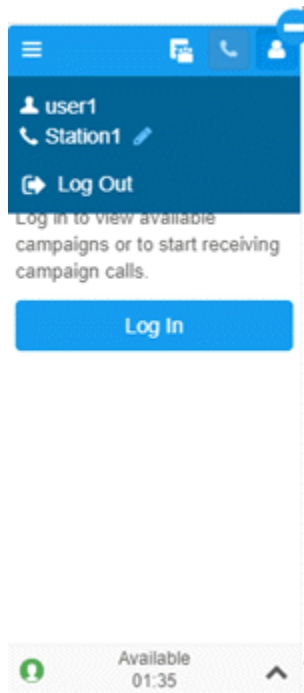 user1
Station1
Log Out
Log in to view available
campaigns or to start receiving
campaign calls.
Log In
Available
01:35